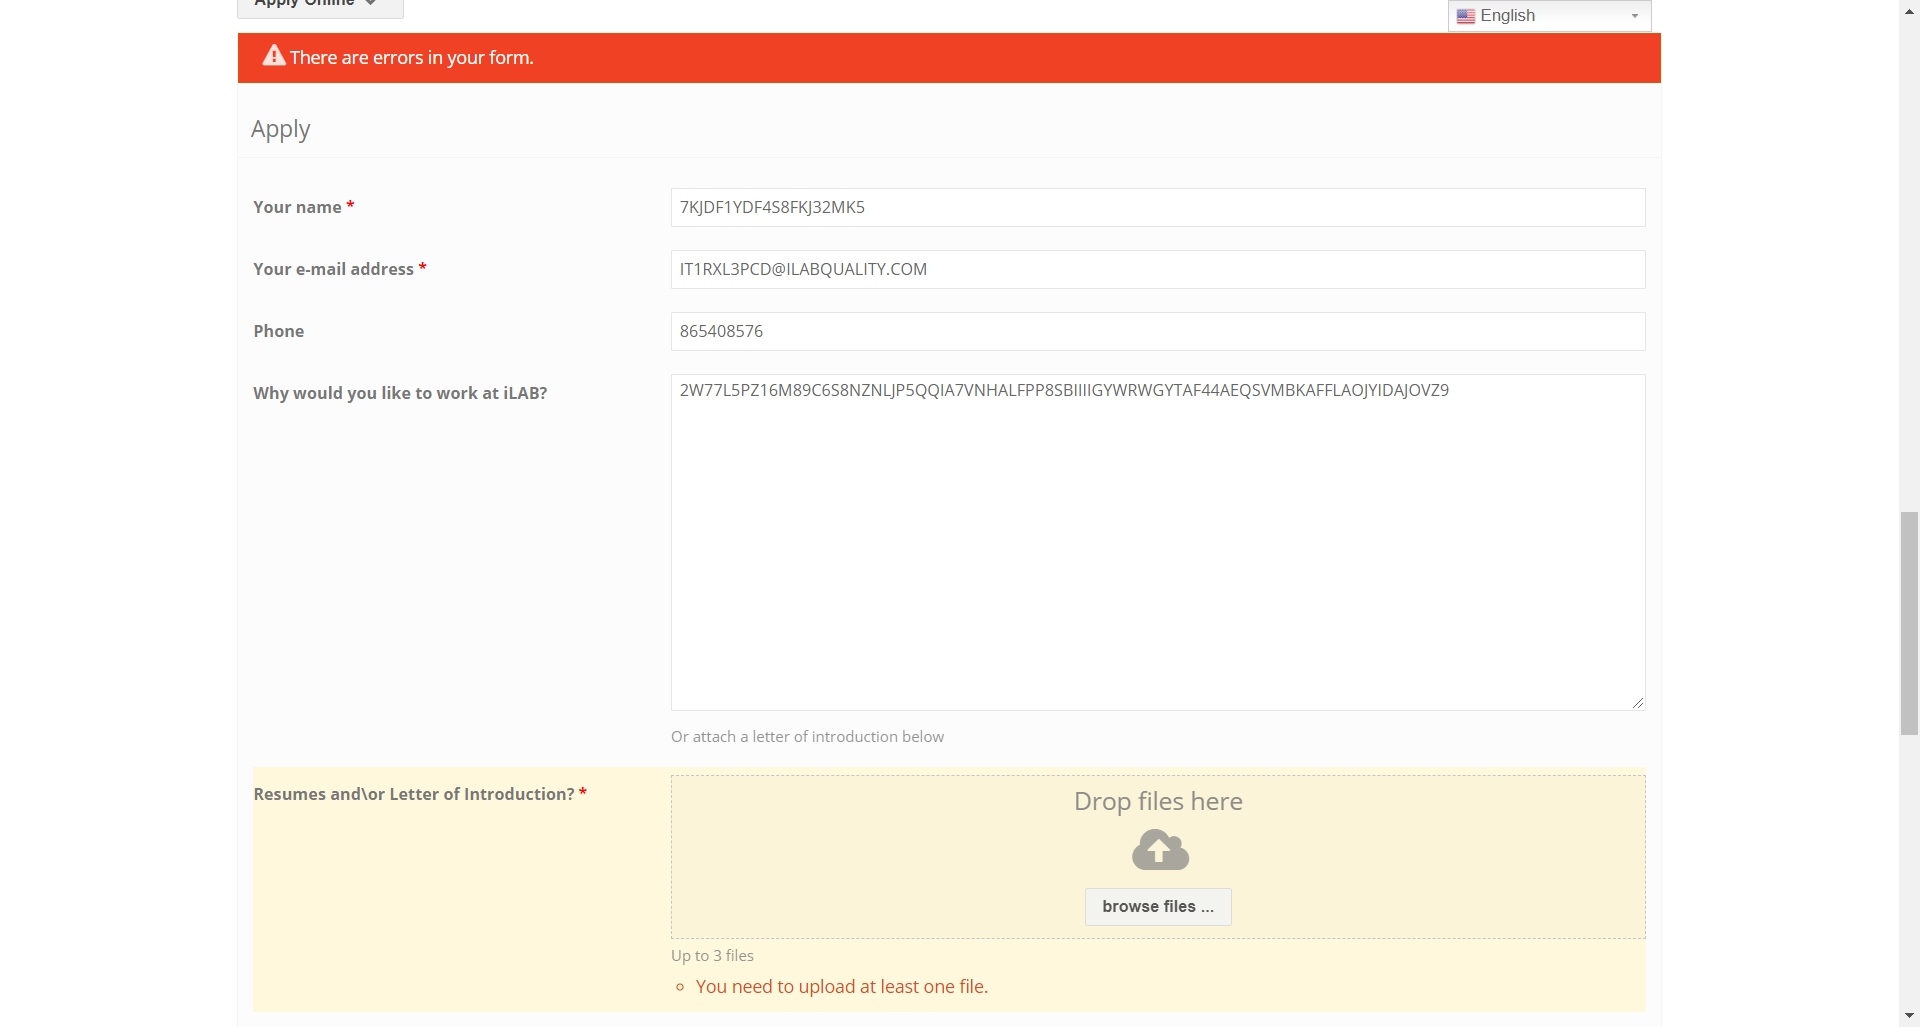 Apply Online
English
There are errors in your form.
Apply
Your name *
7KJDF1YDF4S8FKJ32MK5
Your e-mail address *
IT1RXL3PCD@ILABQUALITY.COM
Phone
865408576
Why would you like to work at iLAB?
2W77L5PZ16M89C6S8NZNLJP5QQIA7VNHALFPP8SBIIIIGYWRWGYTAF44AEQSVMBKAFFLAOJYIDAJOVZ9
Or attach a letter of introduction below
Resumes and\or Letter of Introduction? *
Drop files here
browse files ...
Up to 3 files
You need to upload at least one file.